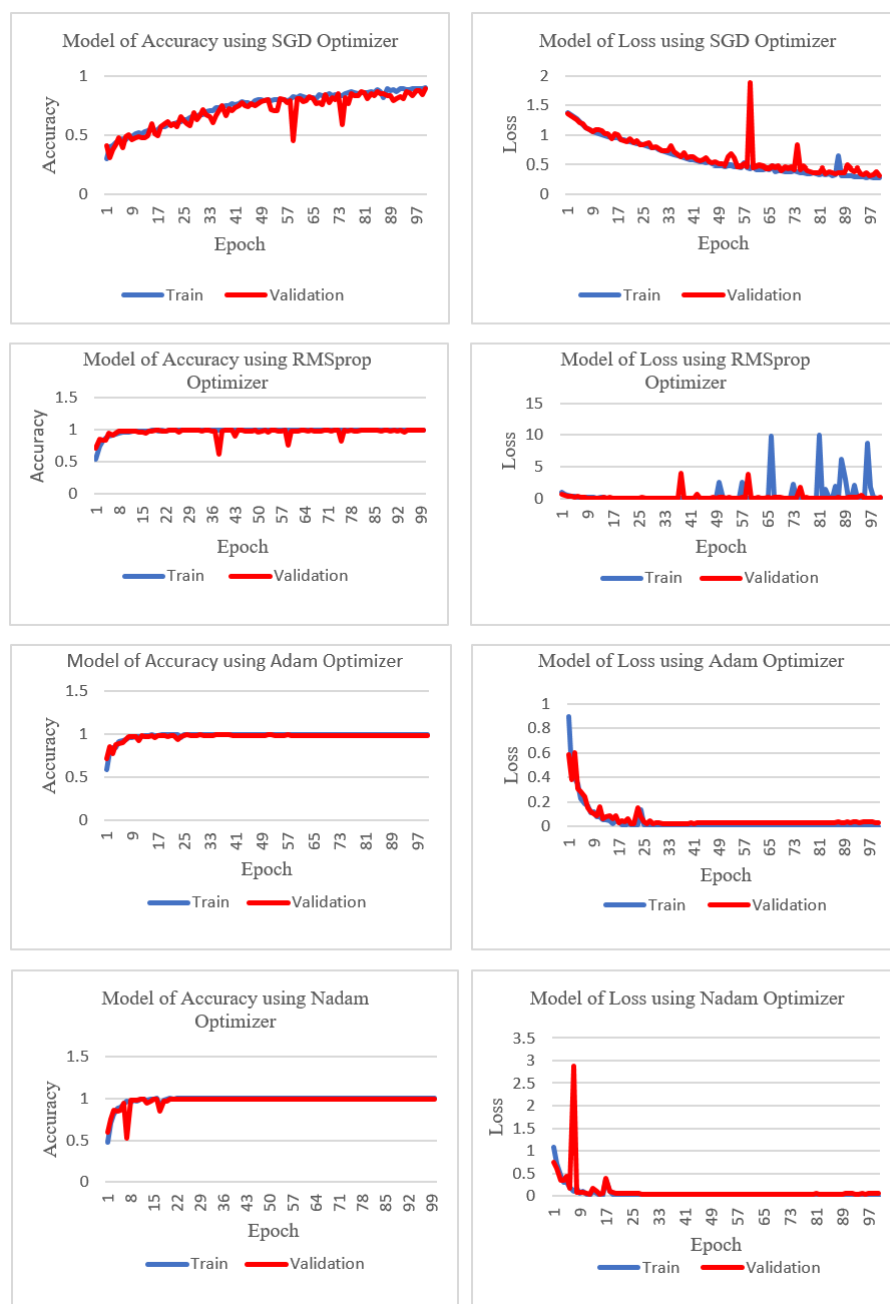 Model of Accuracy using SGD Optimizer
1
0.5
0
Accuracy
1 9 17 25 33 41 49 57 65 73 81 89 97
Epoch
Train Validation
Model of Loss using SGD Optimizer
2
1.5
1
0.5
0
Loss
1 9 17 25 33 41 49 57 65 73 81 89 97
Epoch
Train Validation
Model of Accuracy using RMSprop
Optimizer
1.5
1
0.5
0
Accuracy
1 8 15 22 29 36 43 50 57 64 71 78 85 92 99
Epoch
Train Validation
Model of Loss using RMSprop
Optimizer
15
10
5
0
Loss
1 9 17 25 33 41 49 57 65 73 81 89 97
Epoch
Train Validation
Model of Accuracy using Adam Optimizer
1.5
1
0.5
0
Accuracy
1 9 17 25 33 41 49 57 65 73 81 89 97
Epoch
Train Validation
Model of Loss using Adam Optimizer
1
0.8
0.6
0.4
0.2
0
Loss
1 9 17 25 33 41 49 57 65 73 81 89 97
Epoch
Train Validation
Model of Accuracy using Nadam
Optimizer
1.5
1
0.5
0
Accuracy
1 8 15 22 29 36 43 50 57 64 71 78 85 92 99
Epoch
Train Validation
Model of Loss using Nadam Optimizer
3.5
3
2.5
2
1.5
1
0.5
0
Loss
1 9 17 25 33 41 49 57 65 73 81 89 97
Epoch
Train Validation